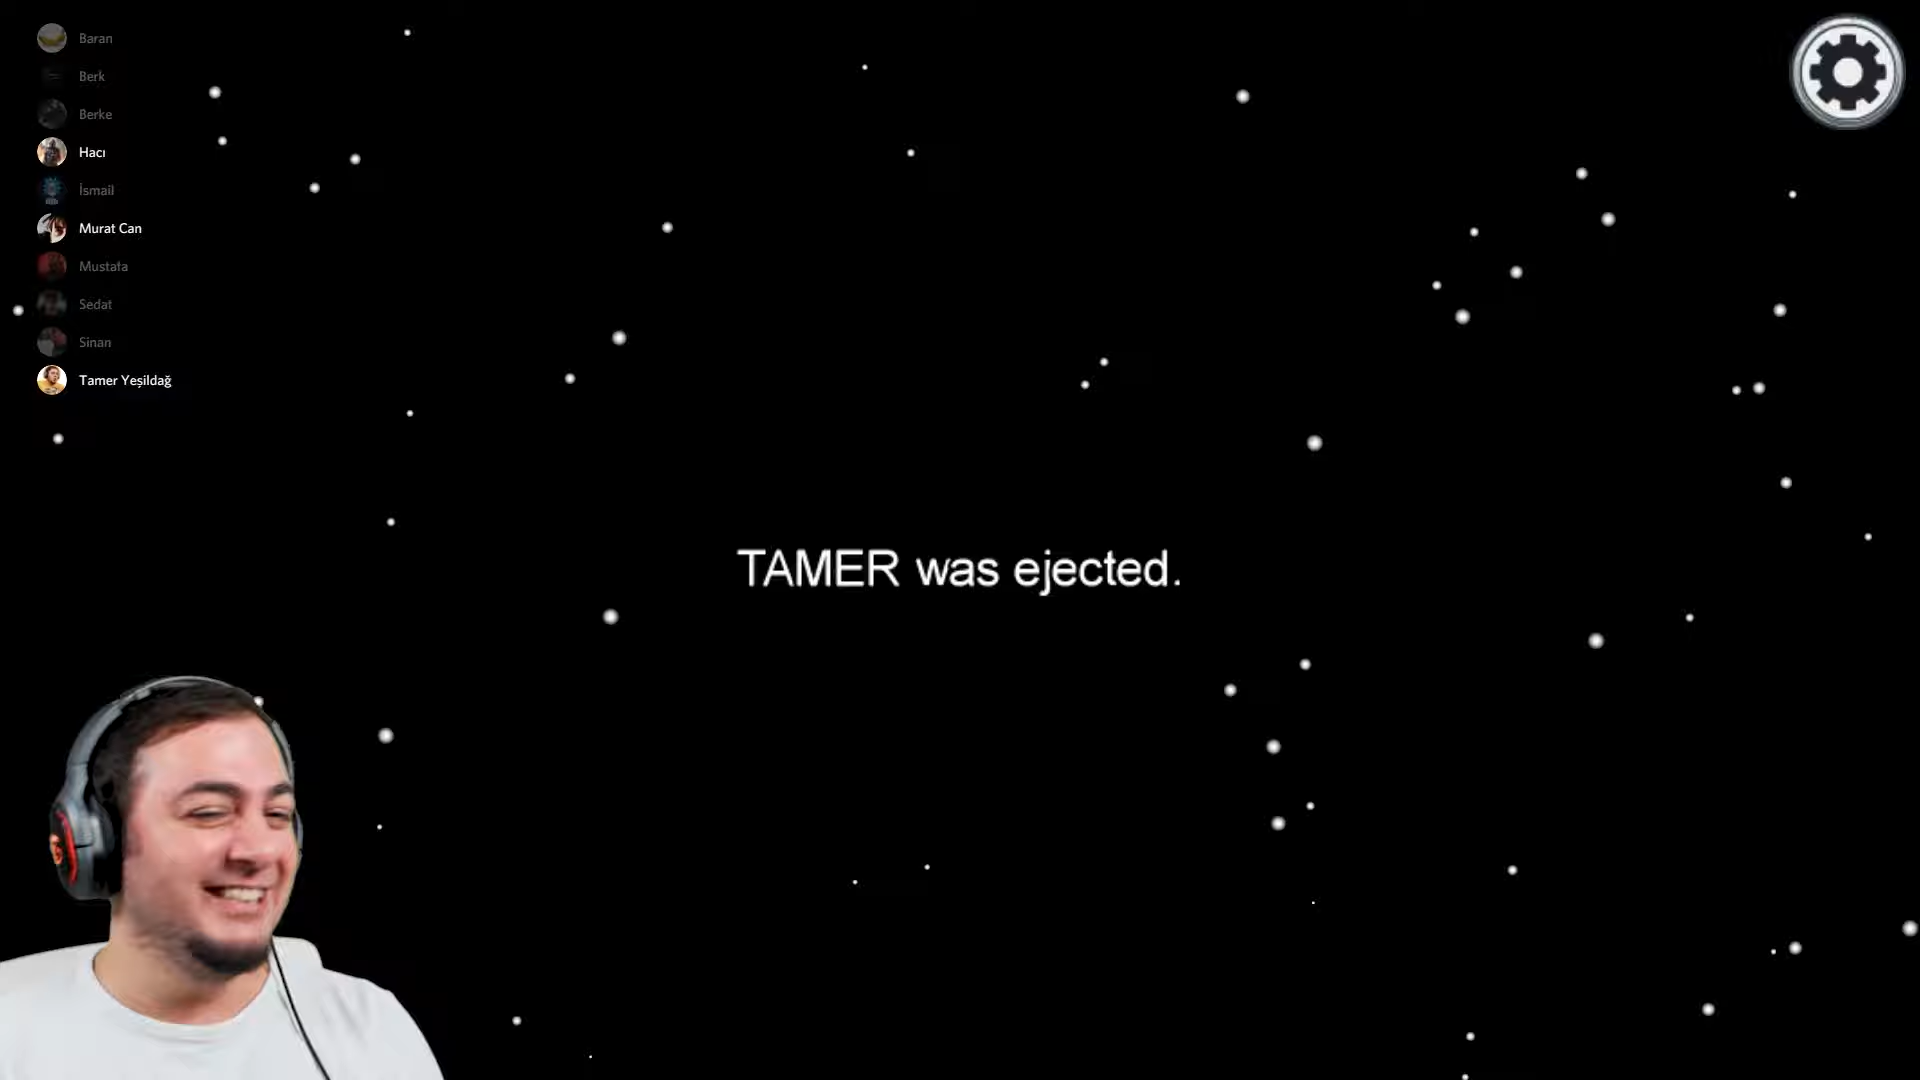 Baran
Berk
Berke
Hacı
İsmail
Murat Can
Mustafa
Sedat
Sinan
Tamer Yeşildağ
TAMER was ejected.